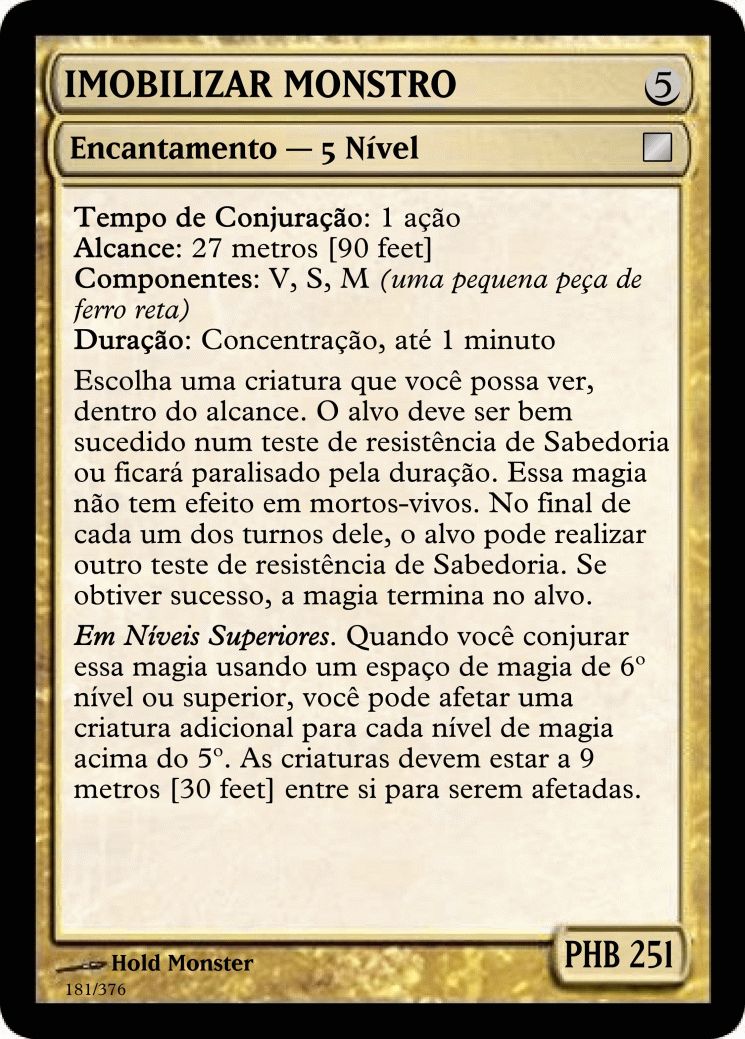 IMOBILIZAR MONSTRO 5
Encantamento — 5 Nível
Tempo de Conjuração: 1 ação
Alcance: 27 metros [90 feet]
Componentes: V, S, M (uma pequena peça de
ferro reta)
Duração: Concentração, até 1 minuto
Escolha uma criatura que você possa ver,
dentro do alcance. O alvo deve ser bem
sucedido num teste de resistência de Sabedoria
ou ficará paralisado pela duração. Essa magia
não tem efeito em mortos-vivos. No final de
cada um dos turnos dele, o alvo pode realizar
outro teste de resistência de Sabedoria. Se
obtiver sucesso, a magia termina no alvo.
Em Níveis Superiores. Quando você conjurar
essa magia usando um espaço de magia de 6º
nível ou superior, você pode afetar uma
criatura adicional para cada nível de magia
acima do 5º. As criaturas devem estar a 9
metros [30 feet] entre si para serem afetadas.
PHB 251
Hold Monster
181/376